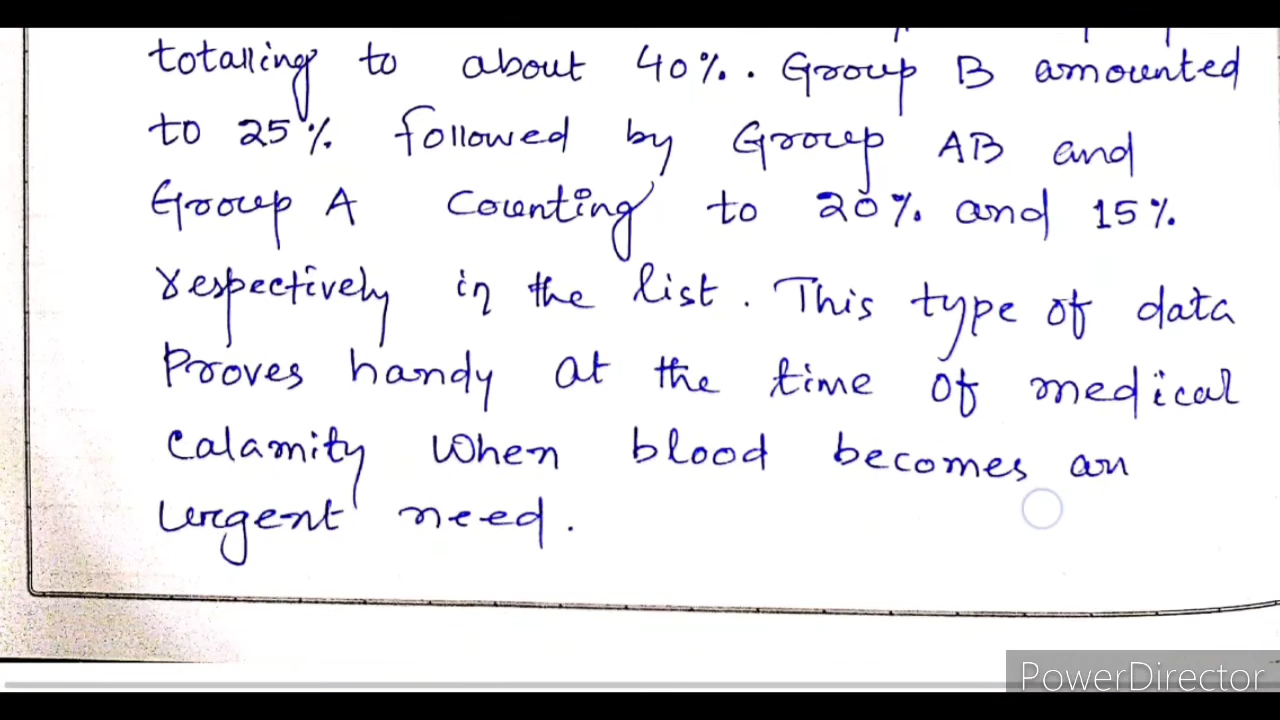 totalling to about 40%. Group B amounted
to 25% followed by Group AB and
Group A counting to 20% and 15%
respectively in the list. This type of data
Proves handy at the time of medical
calamity when blood becomes an
urgent need.
PowerDirector